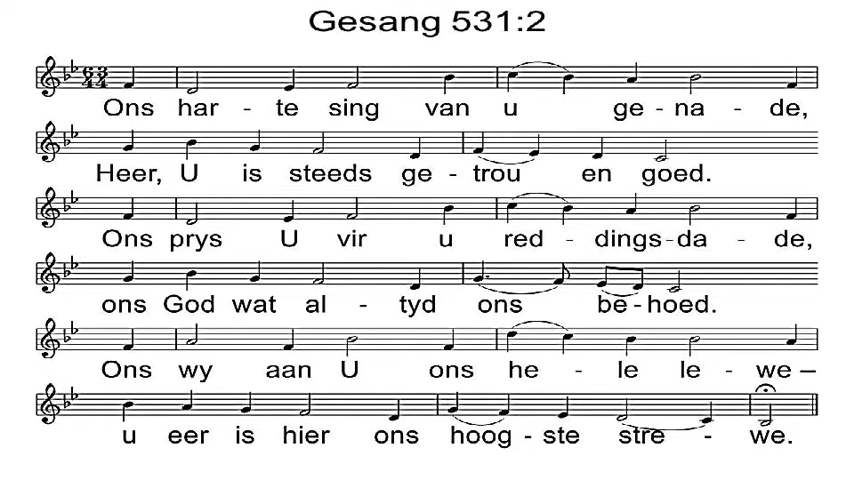 Gesang 531:2
Ons har - te sing van u ge - na - de,
Heer, U is steeds ge - trou en goed.
Ons prys U vir u red - dings - da - de,
ons God wat al - tyd ons be - hoed.
Ons wy aan U ons he - le le - we –
u eer is hier ons hoog - ste stre - we.